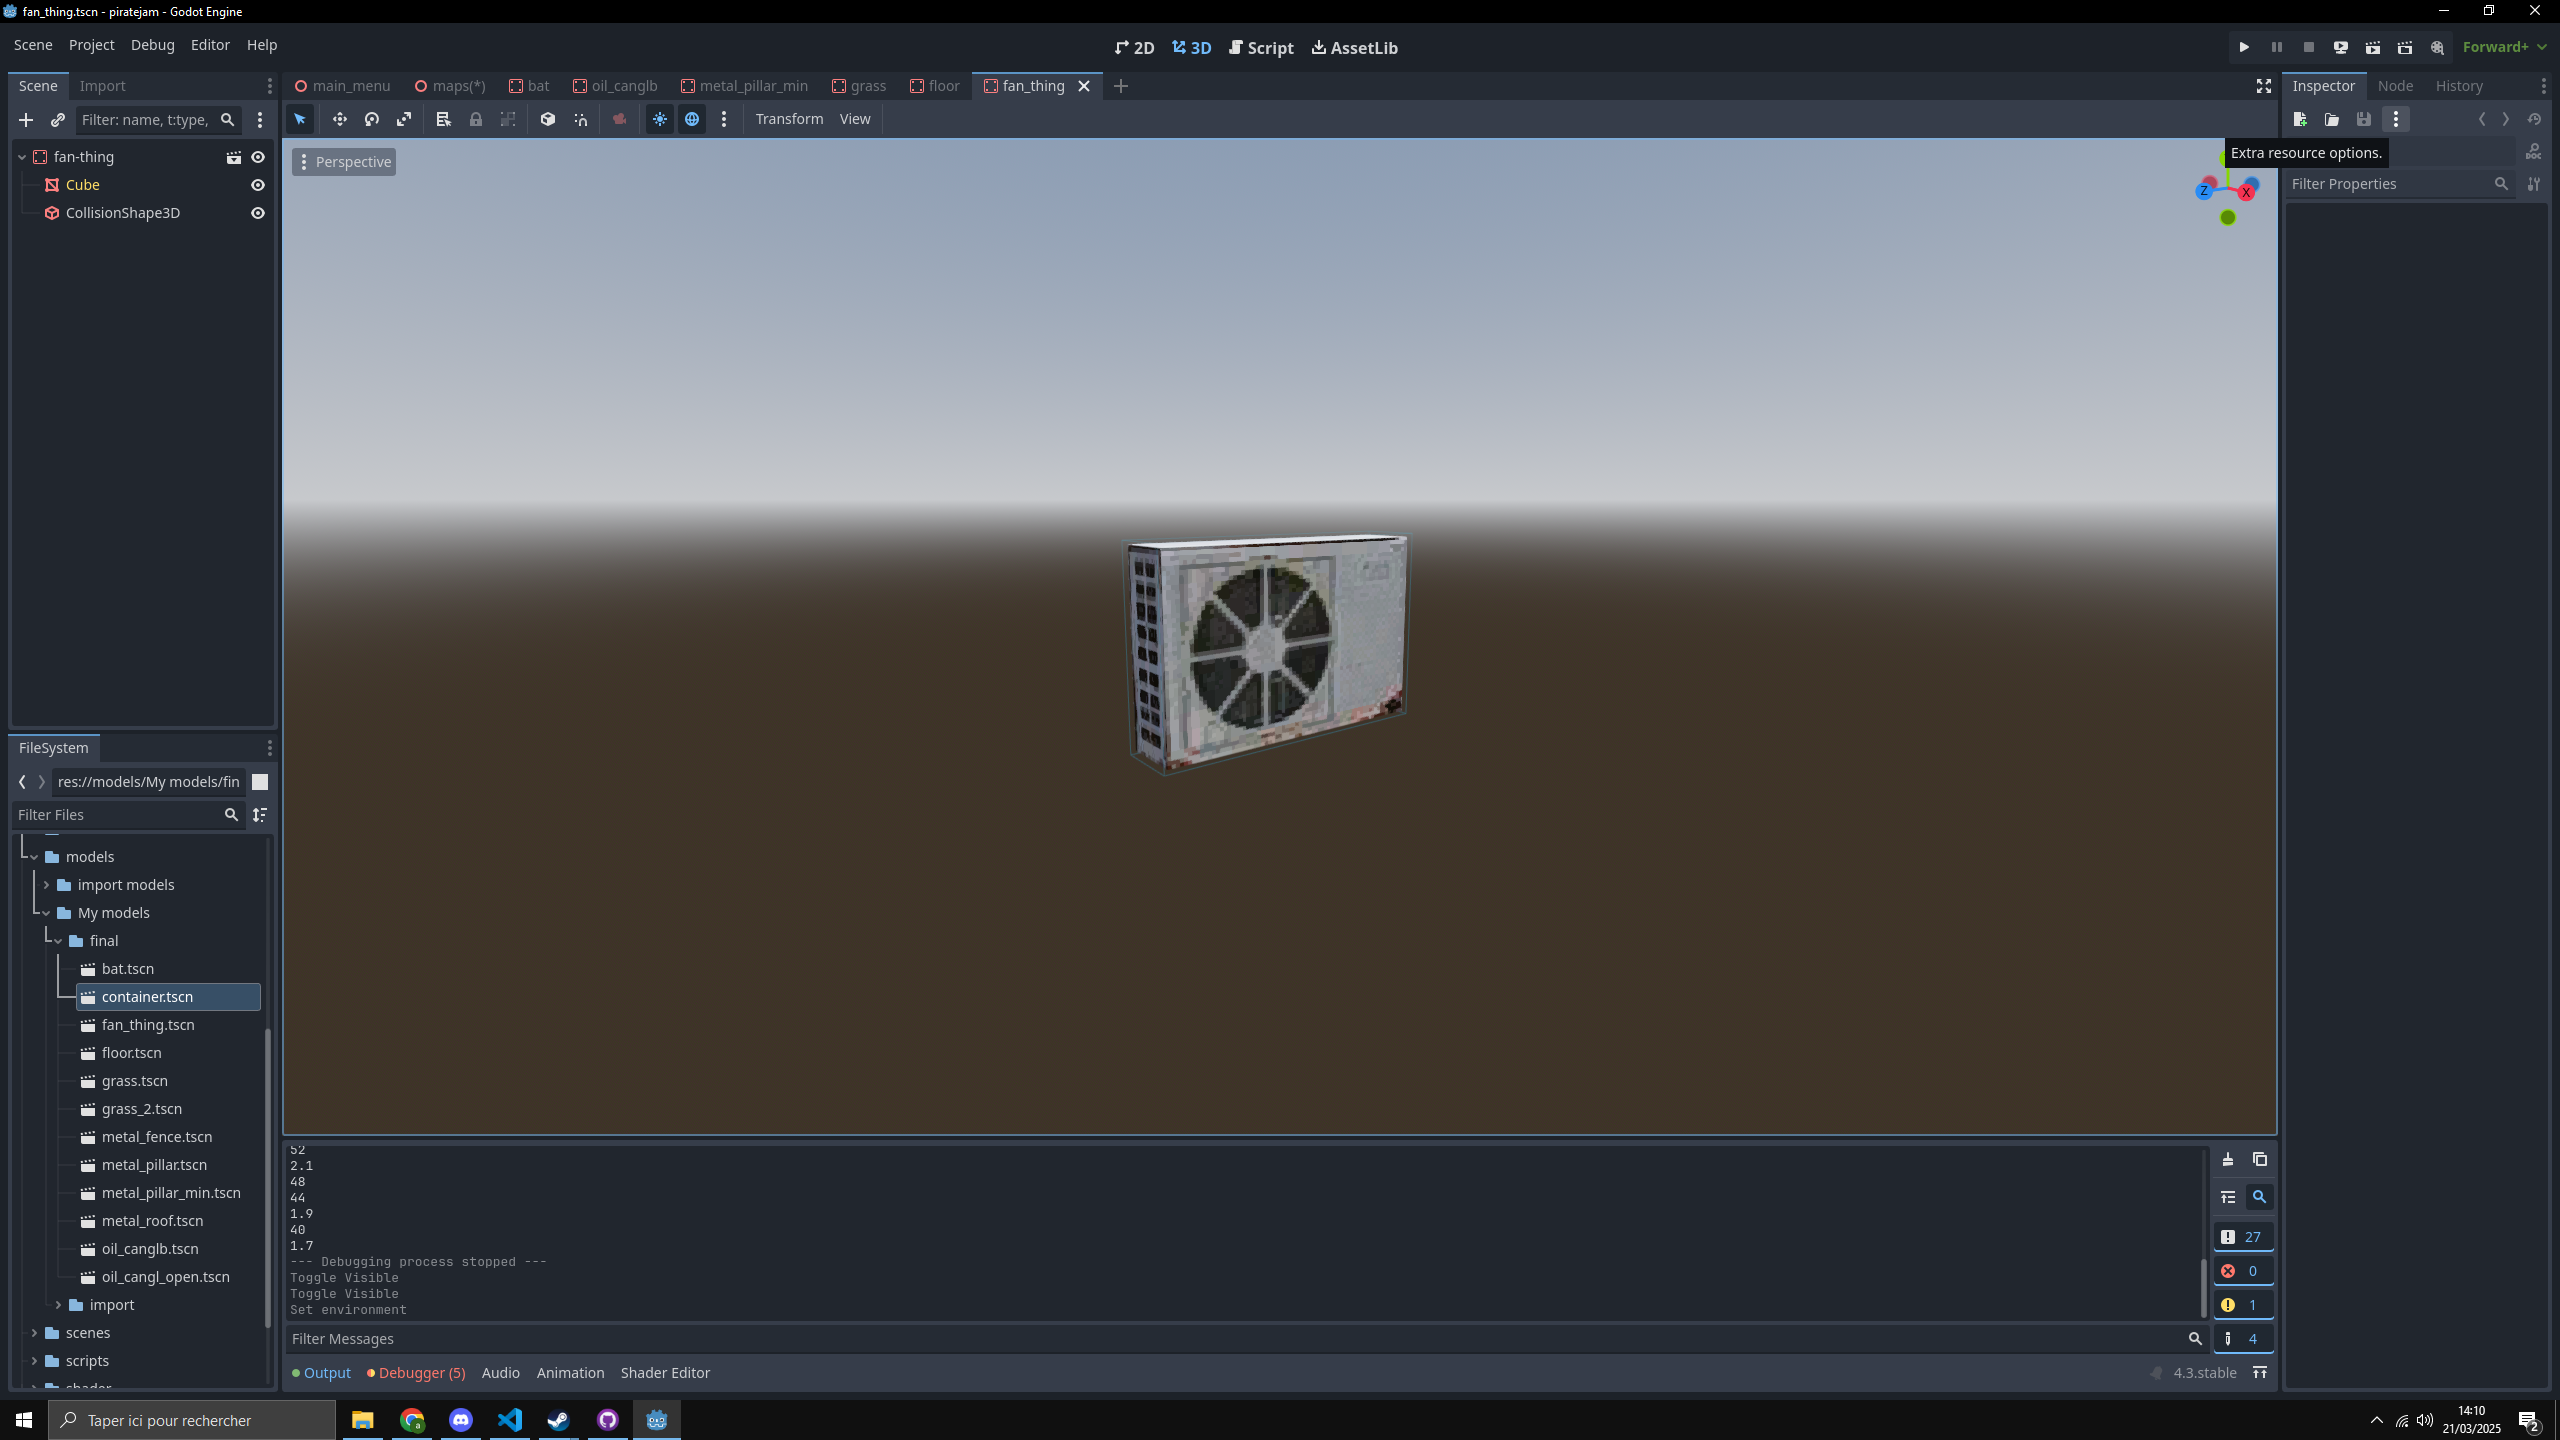 fan_thing.tscn - piratejam - Godot Engine
Scene Project Debug Editor Help
2D 3D Script AssetLib
Forward+
Scene Import
main_menu maps(*) bat oil_canglb metal_pillar_min grass floor fan_thing
Inspector Node History
Filter: name, t:type,
Transform View
fan-thing
Cube
CollisionShape3D
Perspective
Extra resource options.
Z X
Filter Properties
FileSystem
res://models/My models/fin
Filter Files
models
import models
My models
final
bat.tscn
container.tscn
fan_thing.tscn
floor.tscn
grass.tscn
grass_2.tscn
metal_fence.tscn
metal_pillar.tscn
metal_pillar_min.tscn
metal_roof.tscn
oil_canglb.tscn
oil_cangl_open.tscn
import
scenes
scripts
shader
52
2.1
48
44
1.9
40
1.7
--- Debugging process stopped ---
Toggle Visible
Toggle Visible
Set environment
27
0
1
4
Filter Messages
Output Debugger (5) Audio Animation Shader Editor
4.3.stable
Taper ici pour rechercher
14:10
21/03/2025
2